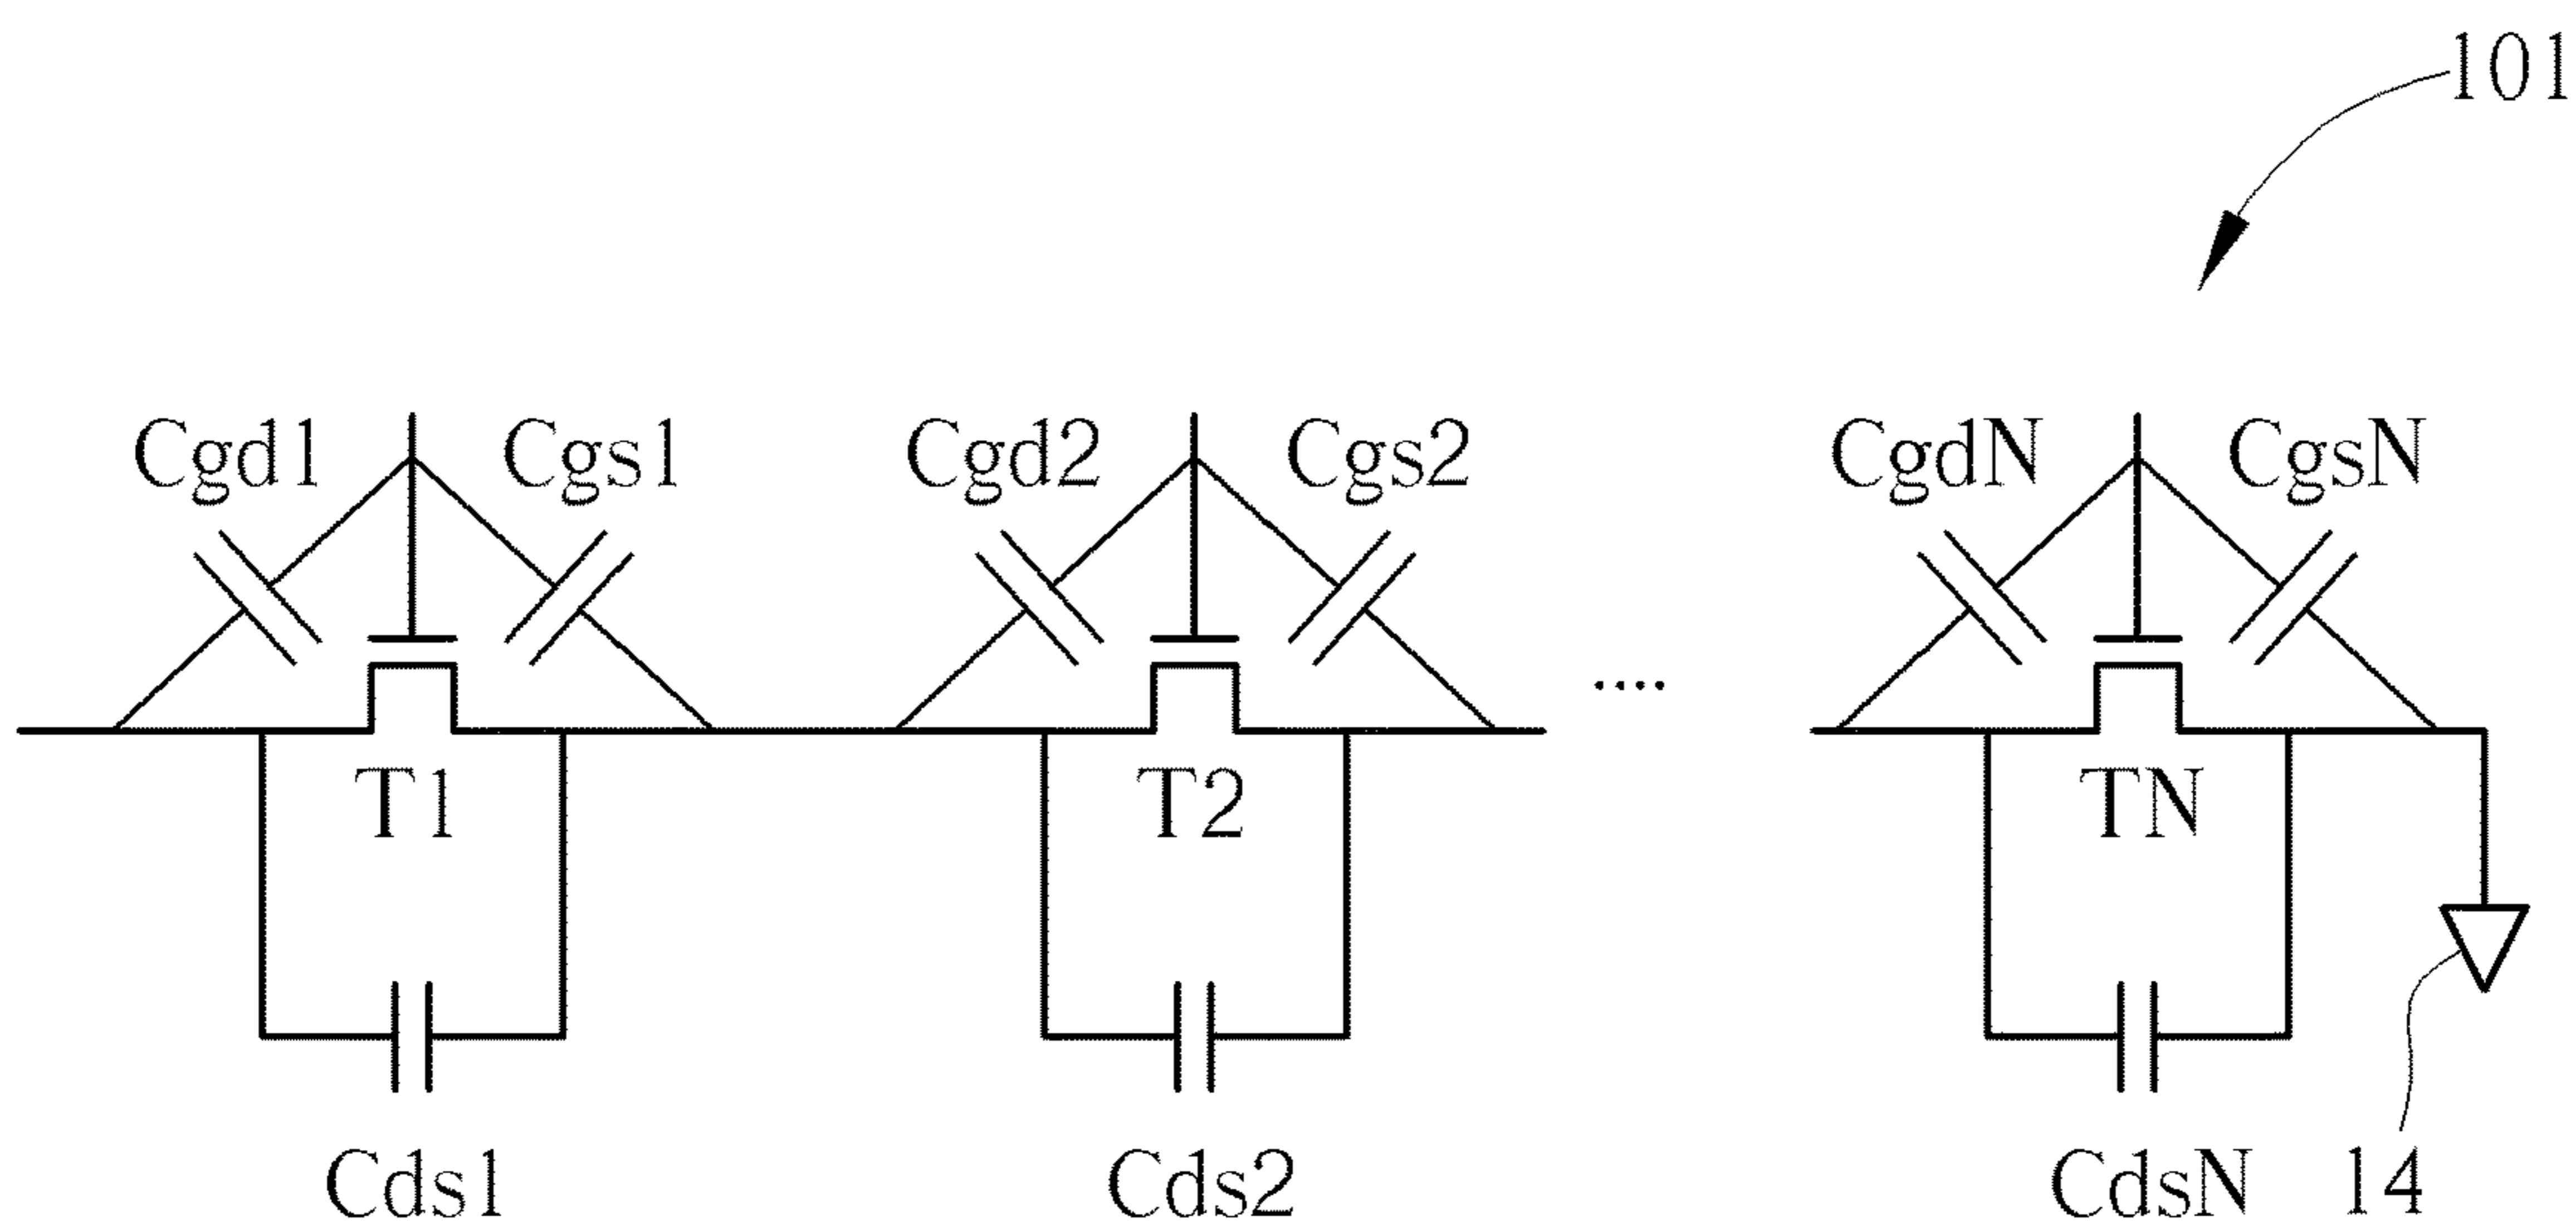 101
Cgd1 Cgs1 Cgd2 Cgs2 CgdN CgsN
....
T1 T2 TN
Cds1 Cds2 CdsN 14